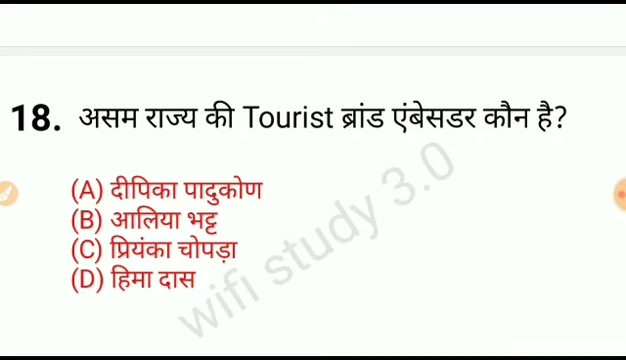 18. असम राज्य की Tourist ब्रांड एंबेसडर कौन है?
(A) दीपिका पादुकोण
(B) आलिया भट्ट
(C) प्रियंका चोपड़ा
(D) हिमा दास
wifi study 3.0